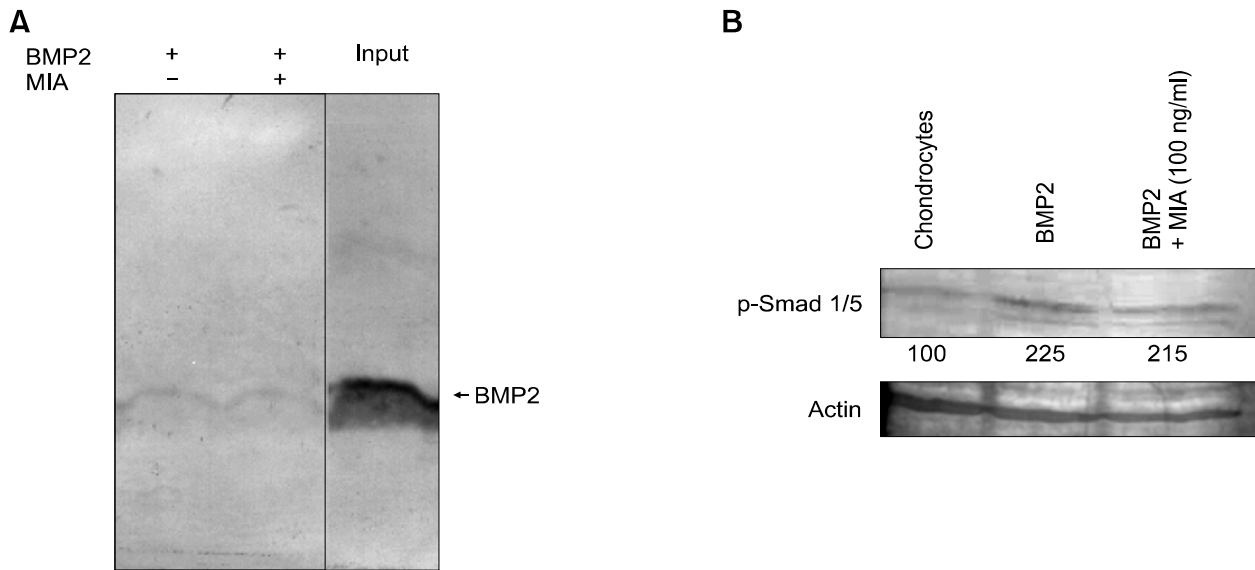 A
BMP2 + + Input
MIA − +
BMP2
B
Chondrocytes
BMP2
BMP2
+ MIA (100 ng/ml)
p-Smad 1/5
100 225 215
Actin